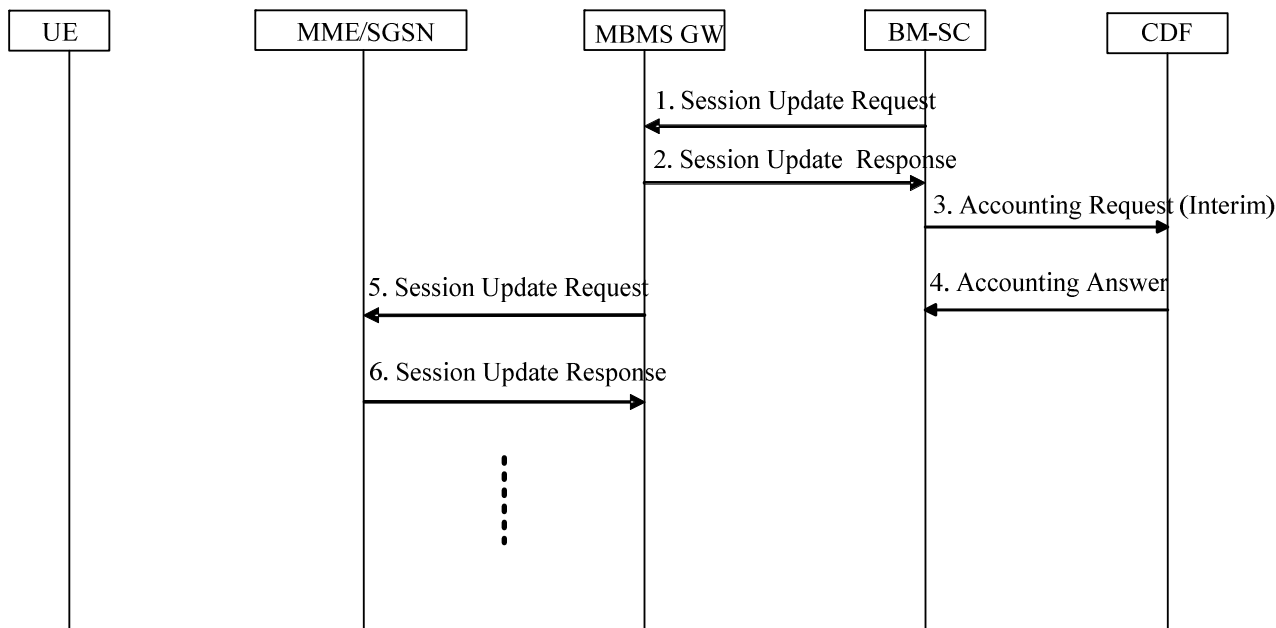 UE
MME/SGSN
MBMS GW
BM-SC
CDF
1. Session Update Request
2. Session Update Response
3. Accounting Request (Interim)
4. Accounting Answer
5. Session Update Request
6. Session Update Response